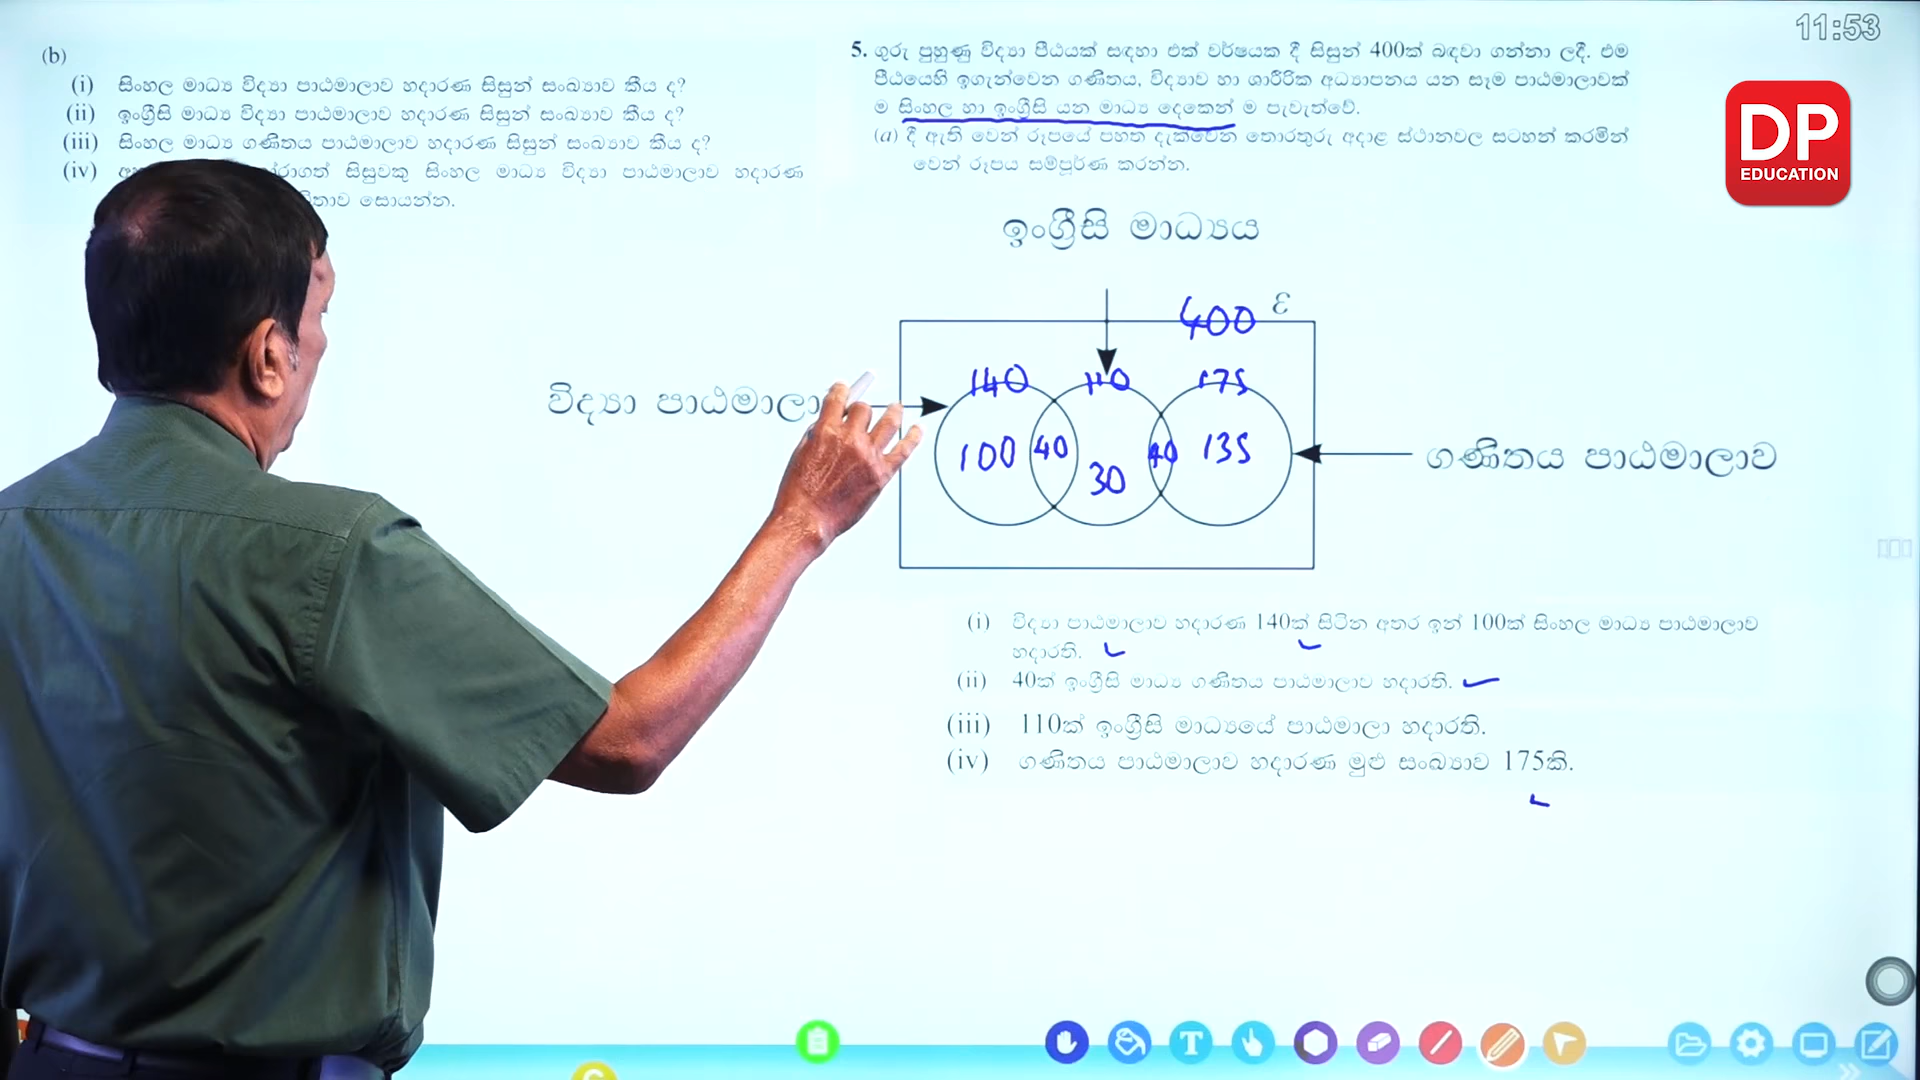 11:53
DP
EDUCATION
(b)
(i) සිංහල මාධ්‍ය විද්‍යා පාඨමාලාව හදාරණ සිසුන් සංඛ්‍යාව කීය ද?
(ii) ඉංග්‍රීසි මාධ්‍ය විද්‍යා පාඨමාලාව හදාරණ සිසුන් සංඛ්‍යාව කීය ද?
(iii) සිංහල මාධ්‍ය ගණිතය පාඨමාලාව හදාරණ සිසුන් සංඛ්‍යාව කීය ද?
(iv) සිසුවකු සිංහල මාධ්‍ය විද්‍යා පාඨමාලාව හදාරණ
සොයන්න.
5. ගුරු පුහුණු විද්‍යා පීඨයක් සඳහා එක් වර්ෂයක දී සිසුන් 400ක් බඳවා ගන්නා ලදී. එම
පීඨයෙහි ඉගැන්වෙන ගණිතය, විද්‍යාව හා ශාරීරික අධ්‍යාපනය යන සෑම පාඨමාලාවක්
ම සිංහල හා ඉංග්‍රීසි යන මාධ්‍ය දෙකෙන් ම පැවැත්වේ.
(a) දී ඇති වෙන් රූපයේ පහත දැක්වෙන තොරතුරු අදාළ ස්ථානවල සටහන් කරමින්
වෙන් රූපය සම්පූර්ණ කරන්න.
ඉංග්‍රීසි මාධ්‍යය
400 ε
140 110 175
විද්‍යා
100 40 30 40 135
ගණිතය පාඨමාලාව
(i) විද්‍යා පාඨමාලාව හදාරණ 140ක් සිටින අතර ඉන් 100ක් සිංහල මාධ්‍ය පාඨමාලාව
හදාරති.
(ii) 40ක් ඉංග්‍රීසි මාධ්‍ය ගණිතය පාඨමාලාව හදාරති.
(iii) 110ක් ඉංග්‍රීසි මාධ්‍යයේ පාඨමාලා හදාරති.
(iv) ගණිතය පාඨමාලාව හදාරණ මුළු සංඛ්‍යාව 175කි.
T